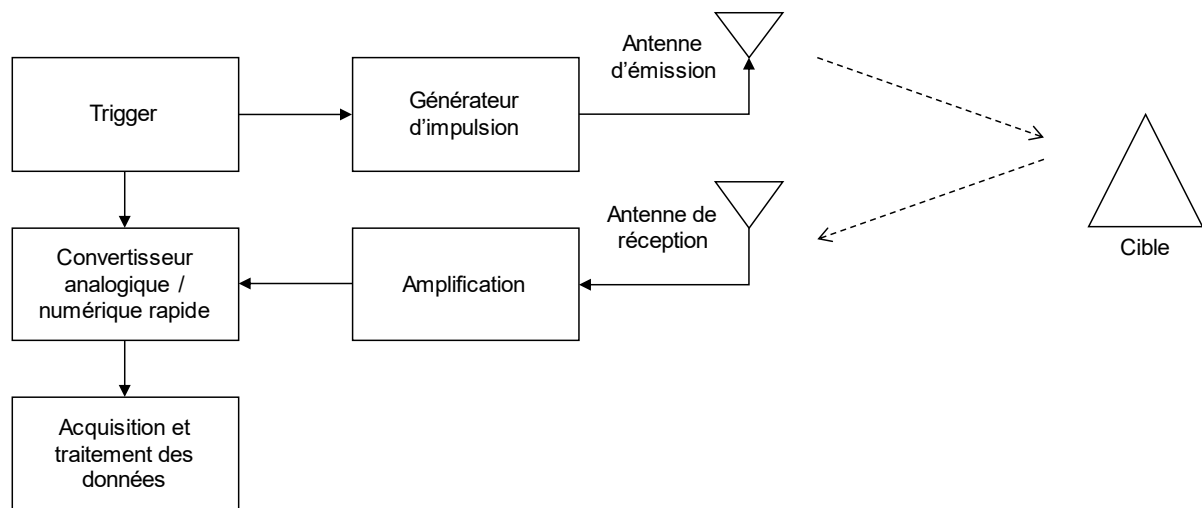 Antenne
d'émission
Trigger
Générateur
d'impulsion
Antenne de
réception
Cible
Convertisseur
analogique /
numérique rapide
Amplification
Acquisition et
traitement des
données